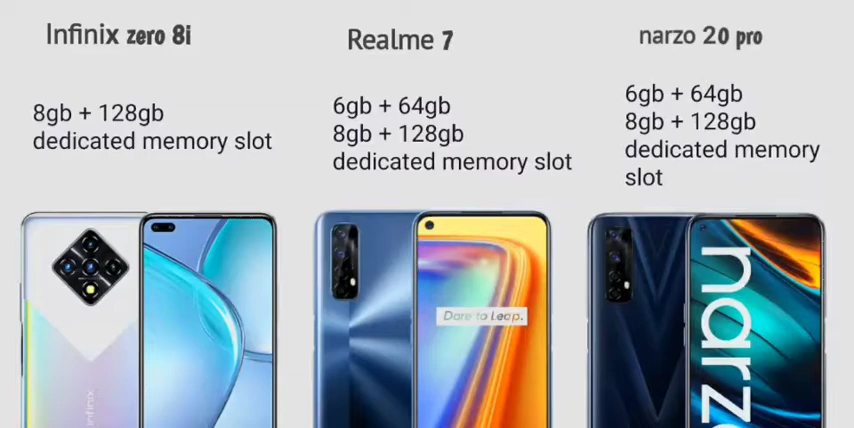 Infinix zero 8i
8gb + 128gb
dedicated memory slot
Realme 7
6gb + 64gb
8gb + 128gb
dedicated memory slot
narzo 20 pro
6gb + 64gb
8gb + 128gb
dedicated memory
slot
Infinix
Dare to Leap.
narzo